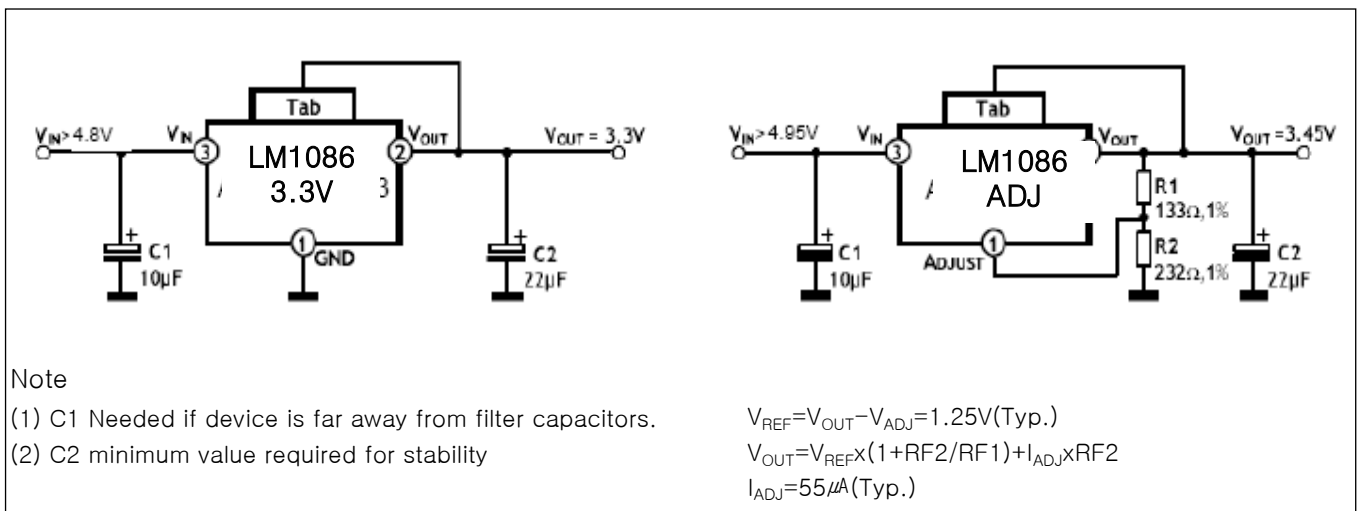 Tab
V_IN>4.8V
V_IN
3
LM1086
3.3V
2
V_OUT
V_OUT = 3.3V
1
GND
+
C1
10µF
+
C2
22µF
Tab
V_IN>4.95V
V_IN
3
LM1086
ADJ
V_OUT
V_OUT=3.45V
R1
133Ω,1%
R2
232Ω,1%
1
ADJUST
+
C1
10µF
+
C2
22µF
Note
(1) C1 Needed if device is far away from filter capacitors.
(2) C2 minimum value required for stability
V_REF=V_OUT-V_ADJ=1.25V(Typ.)
V_OUT=V_REFx(1+RF2/RF1)+I_ADJxRF2
I_ADJ=55㎂(Typ.)